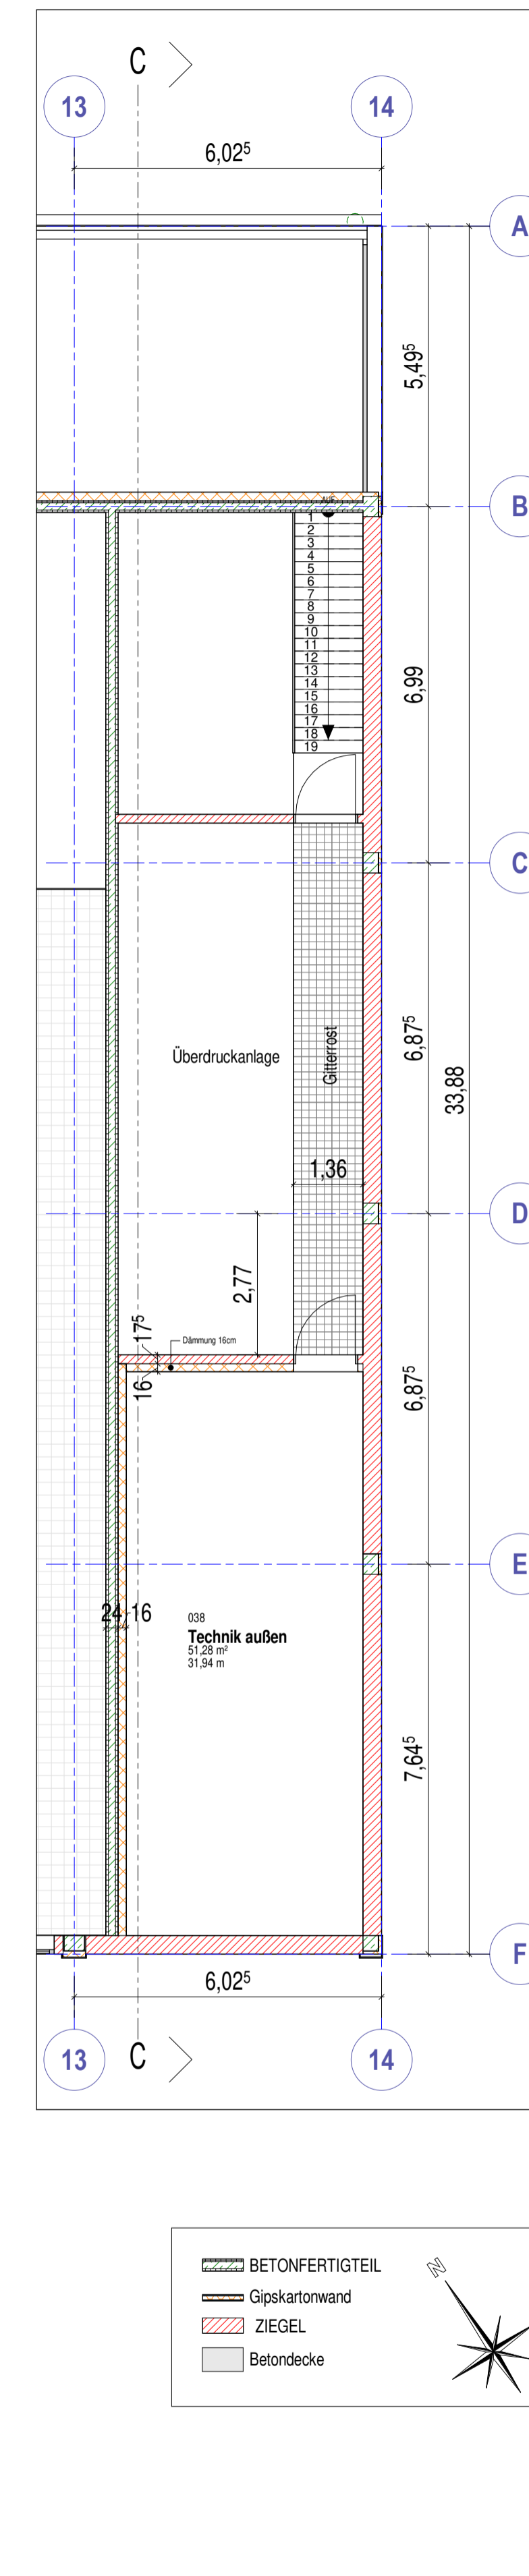 C
13
14
6,02⁵
A
5,49⁵
B
AUF
1
2
3
4
5
6
7
8
9
10
11
12
13
14
15
16
17
18
19
6,99
C
Überdruckanlage
Gitterrost
6,87⁵
33,88
1,36
D
2,77
17⁵
Dämmung 16cm
16
6,87⁵
E
24
16
038
Technik außen
51,28 m²
31,94 m
7,64⁵
F
6,02⁵
13
C
14
BETONFERTIGTEIL
Gipskartonwand
ZIEGEL
Betondecke
N